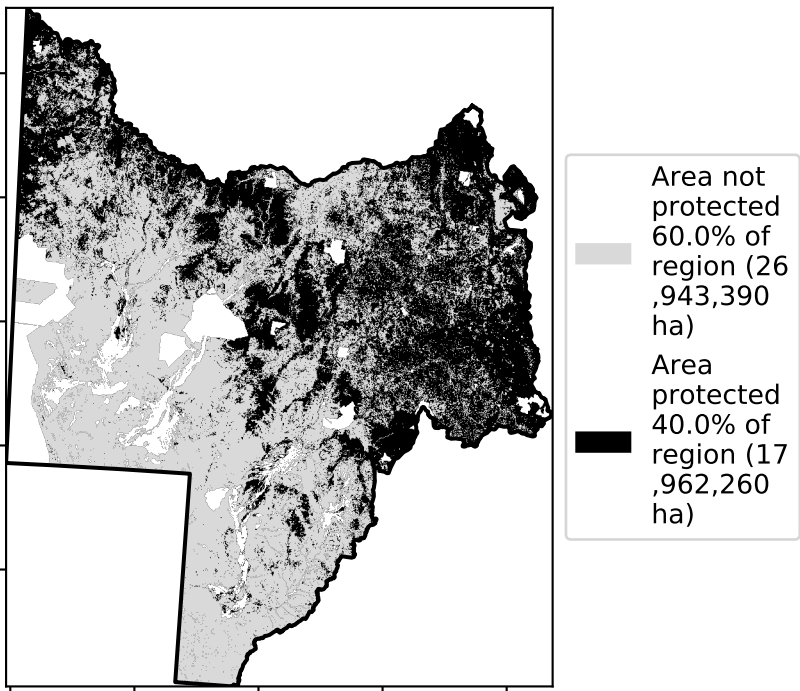 Area not
protected
60.0% of
region (26
,943,390
ha)
Area
protected
40.0% of
region (17
,962,260
ha)